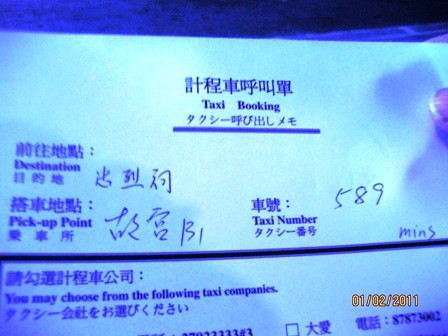 計程車呼叫單
Taxi Booking
タクシー呼び出しメモ
前往地點：
Destination
目的地
忠烈祠
搭車地點：
Pick-up Point
乗車所
故宮B1
車號：
Taxi Number
タクシー番号
589
mins
請勾選計程車公司：
You may choose from the following taxi companies.
タクシー会社をお選びください
□ 大愛
電話：
01/02/2011